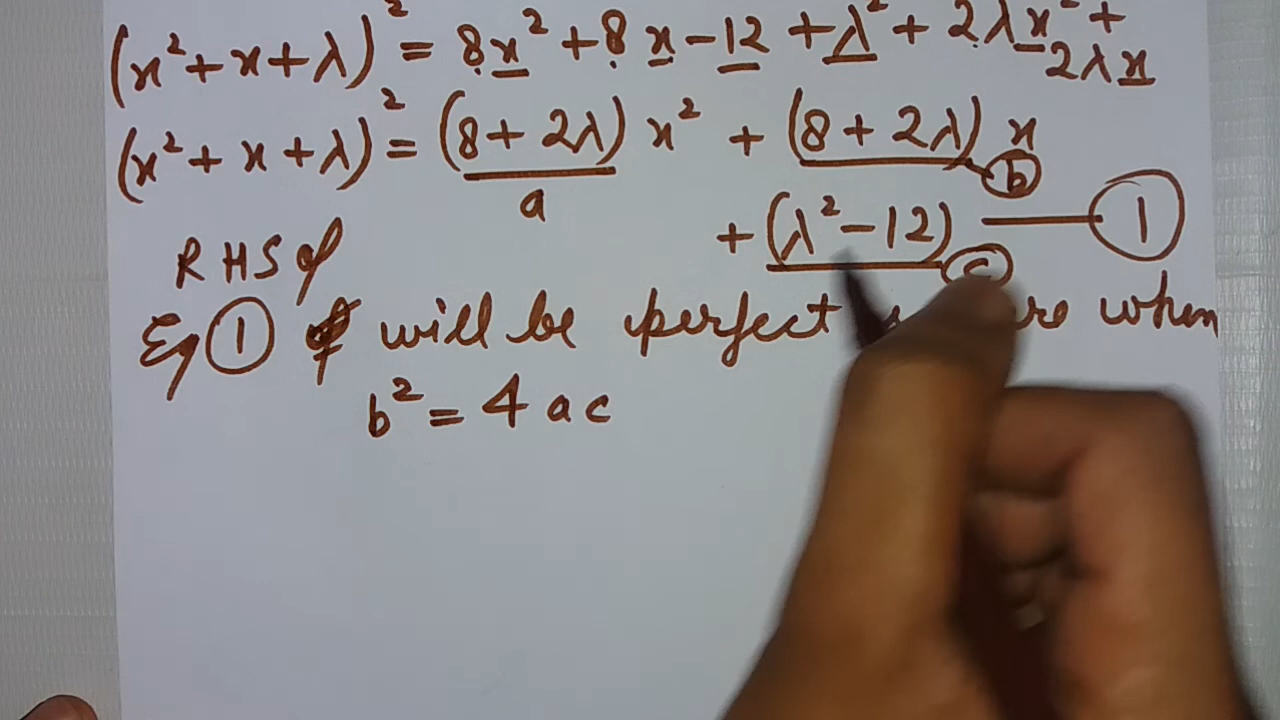 (x²+x+λ)² = 8x²+8x-12+λ²+2λx²+
2λx
(x²+x+λ)² = (8+2λ)x² + (8+2λ)x
a b
+(λ²-12) — 1
c
RHS of
Eq 1 will be perfect when
b² = 4ac